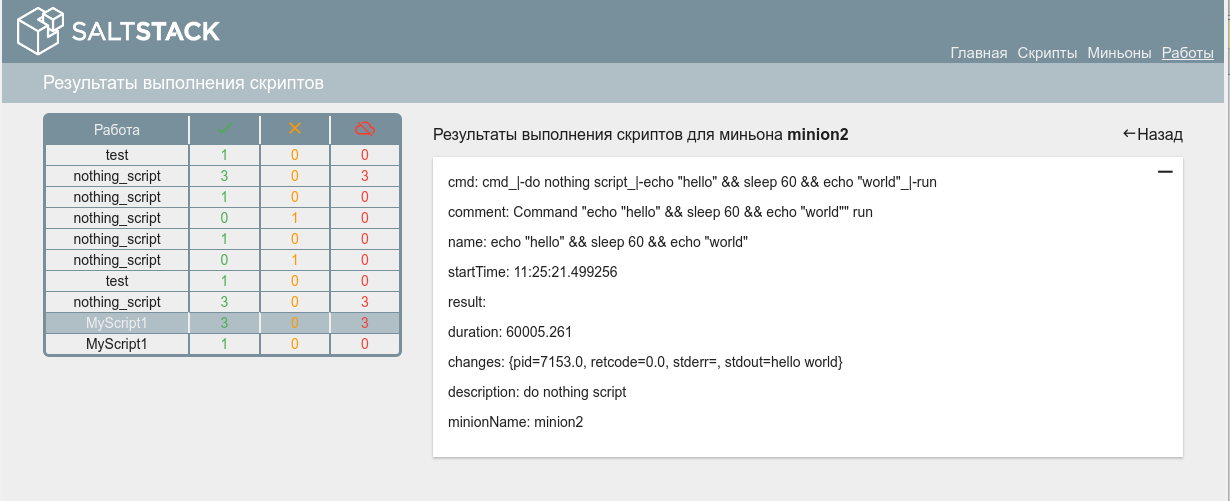 SALTSTACK
Главная Скрипты Миньоны Работы
Результаты выполнения скриптов
Работа
test 1 0 0
nothing_script 3 0 3
nothing_script 1 0 0
nothing_script 0 1 0
nothing_script 1 0 0
nothing_script 0 1 0
test 1 0 0
nothing_script 3 0 3
MyScript1 3 0 3
MyScript1 1 0 0
Результаты выполнения скриптов для миньона minion2
←Назад
cmd: cmd_|-do nothing script_|-echo "hello" && sleep 60 && echo "world"_|-run
comment: Command "echo "hello" && sleep 60 && echo "world"" run
name: echo "hello" && sleep 60 && echo "world"
startTime: 11:25:21.499256
result:
duration: 60005.261
changes: {pid=7153.0, retcode=0.0, stderr=, stdout=hello world}
description: do nothing script
minionName: minion2